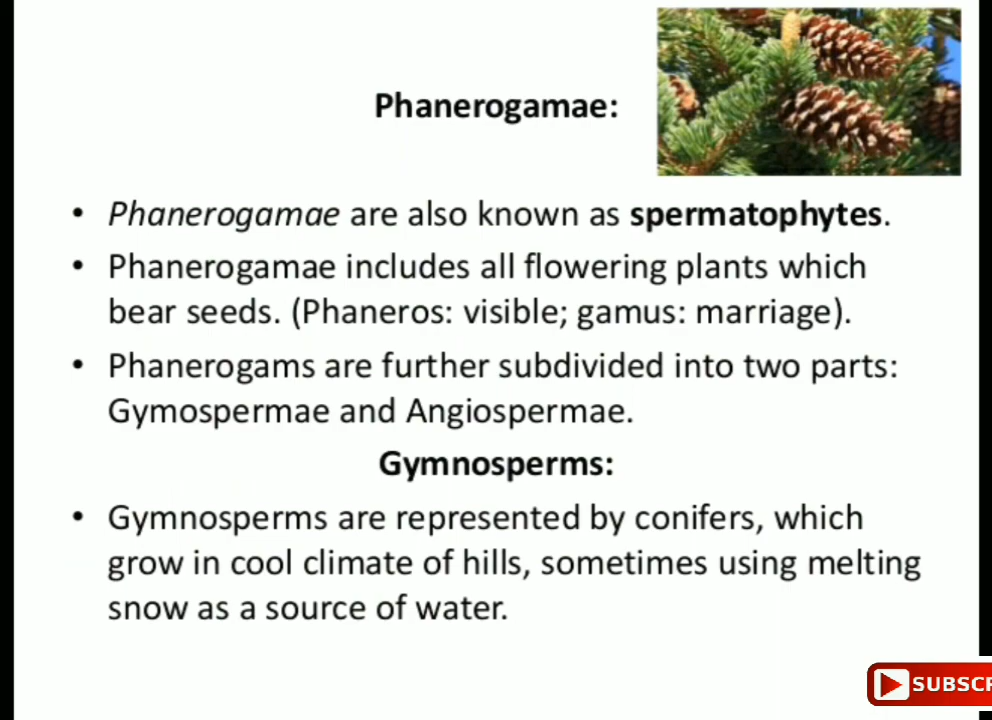 Phanerogamae:
• Phanerogamae are also known as spermatophytes.
• Phanerogamae includes all flowering plants which
bear seeds. (Phaneros: visible; gamus: marriage).
• Phanerogams are further subdivided into two parts:
Gymospermae and Angiospermae.
Gymnosperms:
• Gymnosperms are represented by conifers, which
grow in cool climate of hills, sometimes using melting
snow as a source of water.
SUBSCR